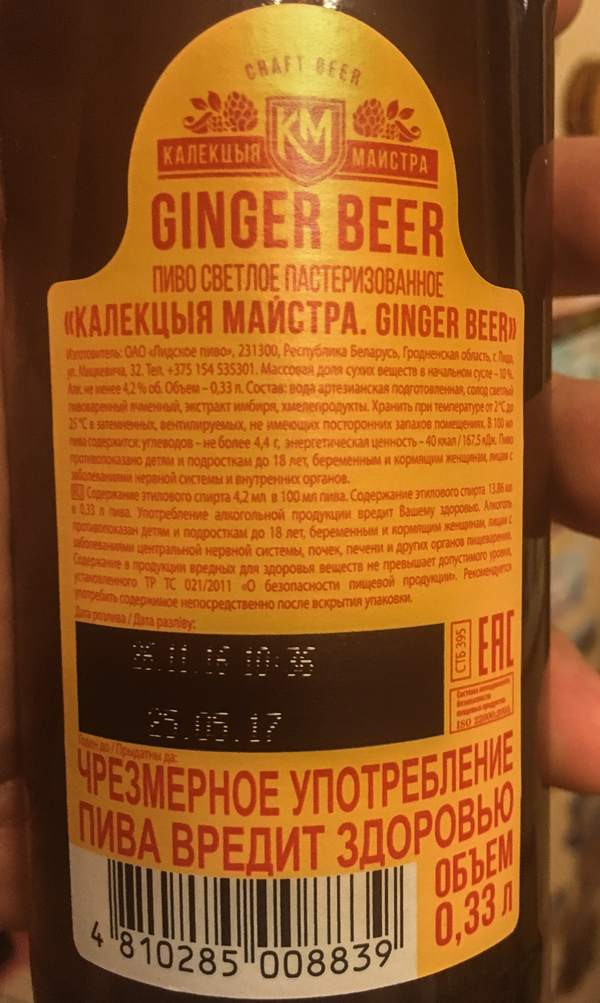 CRAFT BEER
КМ
КАЛЕКЦЫЯ МАЙСТРА
GINGER BEER
ПИВО СВЕТЛОЕ ПАСТЕРИЗОВАННОЕ
«КАЛЕКЦЫЯ МАЙСТРА. GINGER BEER»
Изготовитель: ОАО «Лидское пиво», 231300, Республика Беларусь, Гродненская область, г. Лида,
ул. Мицкевича, 32. Тел. +375 154 535301. Массовая доля сухих веществ в начальном сусле – 10 %.
Алк. не менее 4,2 % об. Объем – 0,33 л. Состав: вода артезианская подготовленная, солод светлый
пивоваренный ячменный, экстракт имбиря, хмелепродукты. Хранить при температуре от 2°С до
25 °С в затемненных, вентилируемых, не имеющих посторонних запахов помещениях. В 100 мл
пива содержится: углеводов – не более 4,4 г, энергетическая ценность – 40 ккал / 167,5 кДж. Пиво
противопоказано детям и подросткам до 18 лет, беременным и кормящим женщинам, лицам с
заболеваниями нервной системы и внутренних органов.
Содержание этилового спирта 4,2 мл в 100 мл пива. Содержание этилового спирта 13,86 мл
в 0,33 л пива. Употребление алкогольной продукции вредит Вашему здоровью. Алкоголь
противопоказан детям и подросткам до 18 лет, беременным и кормящим женщинам, лицам с
заболеваниями центральной нервной системы, почек, печени и других органов пищеварения.
Содержание в продукции вредных для здоровья веществ не превышает допустимого уровня,
установленного ТР ТС 021/2011 «О безопасности пищевой продукции». Рекомендуется
употребить содержимое непосредственно после вскрытия упаковки.
Дата розлива / Дата разліву:
25.11.16 10:36
СТБ 395
ЕАС
25.05.17
ISO 22000:2005
Годен до / Прыдатны да:
ЧРЕЗМЕРНОЕ УПОТРЕБЛЕНИЕ
ПИВА ВРЕДИТ ЗДОРОВЬЮ
ОБЪЕМ
0,33 л
4 810285 008839